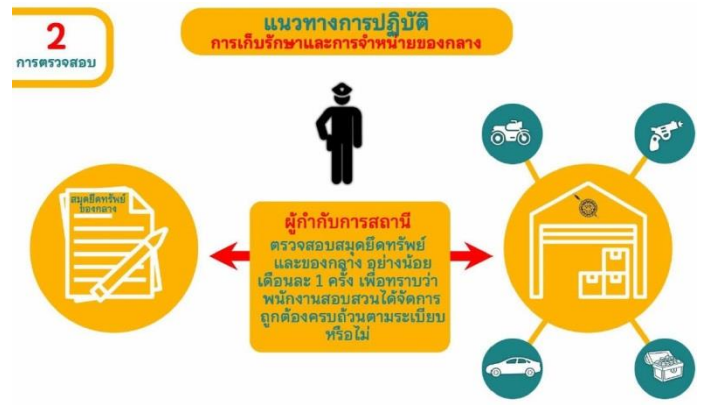 2
การตรวจสอบ
แนวทางการปฏิบัติ
การเก็บรักษาและการจำหน่ายของกลาง
สมุดยึดทรัพย์
ของกลาง
ผู้กำกับการสถานี
ตรวจสอบสมุดยึดทรัพย์
และของกลาง อย่างน้อย
เดือนละ 1 ครั้ง เพื่อทราบว่า
พนักงานสอบสวนได้จัดการ
ถูกต้องครบถ้วนตามระเบียบ
หรือไม่